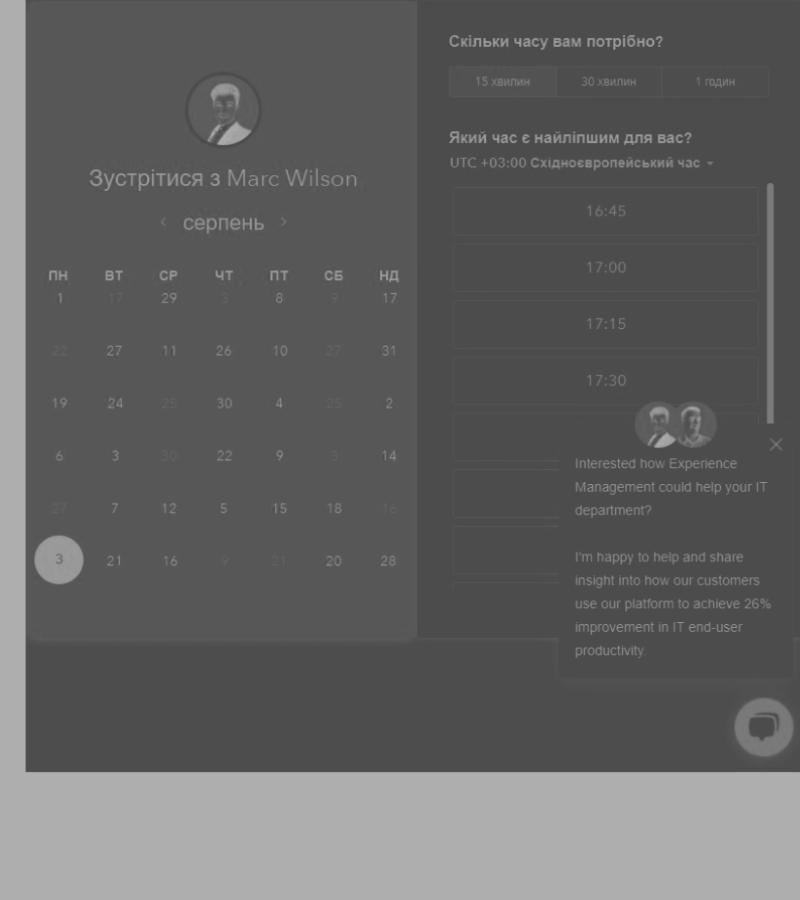 Зустрітися з Marc Wilson
серпень
ПН ВТ СР ЧТ ПТ СБ НД
1 17 29 3 8 9 17
22 27 11 26 10 27 31
19 24 25 30 4 25 2
6 3 30 22 9 3 14
27 7 12 5 15 18 16
3 21 16 9 21 20 28
Скільки часу вам потрібно?
15 хвилин 30 хвилин 1 годин
Який час є найліпшим для вас?
UTC +03:00 Східноєвропейський час
16:45
17:00
17:15
17:30
Interested how Experience
Management could help your IT
department?
I'm happy to help and share
insight into how our customers
use our platform to achieve 26%
improvement in IT end-user
productivity.